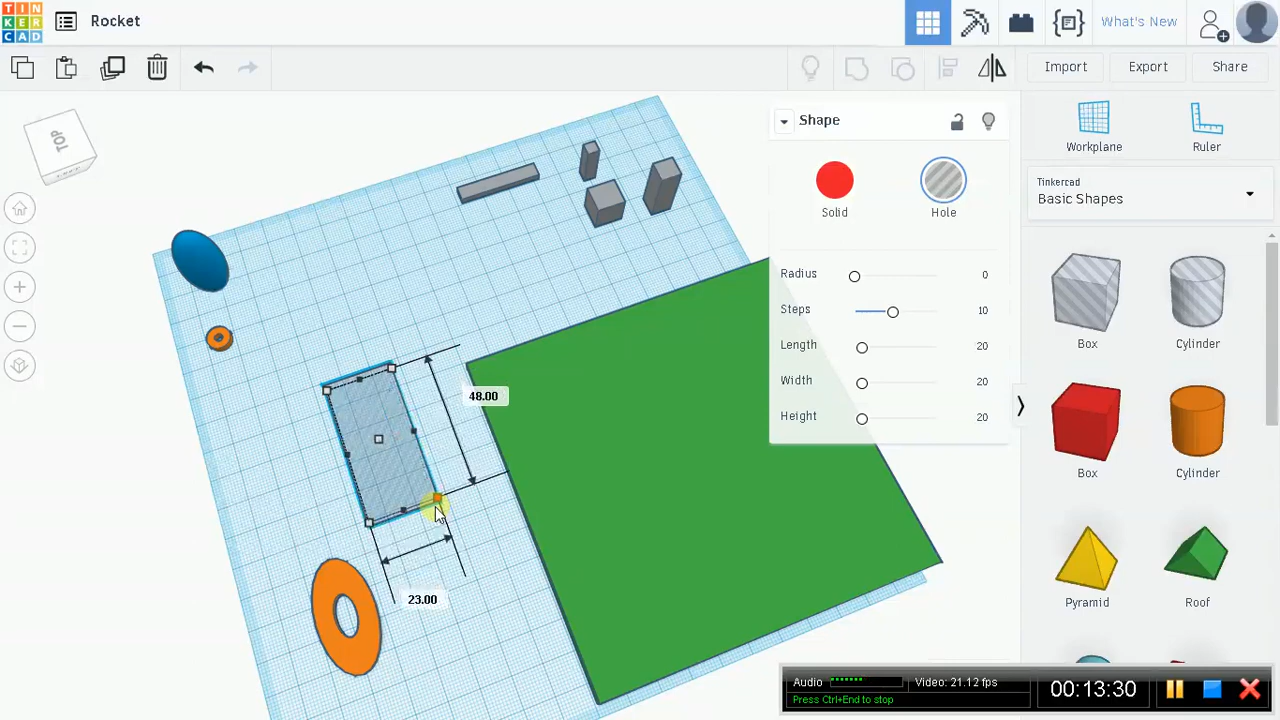 TIN
KER
CAD
Rocket
What's New
Import
Export
Share
TOP
Shape
Solid
Hole
Radius 0
Steps 10
Length 20
Width 20
Height 20
48.00
23.00
Workplane
Ruler
Tinkercad
Basic Shapes
Box
Cylinder
Box
Cylinder
Pyramid
Roof
Audio
Video: 21.12 fps
Press Ctrl+End to stop
00:13:30